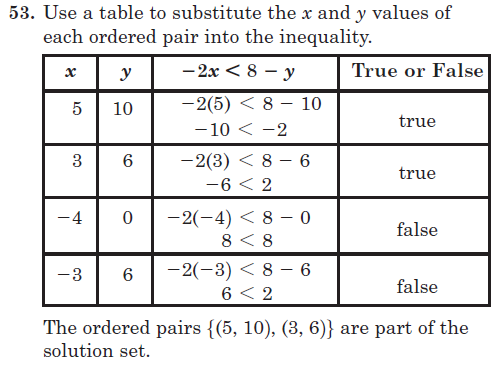 53. Use a table to substitute the x and y values of
each ordered pair into the inequality.
x y −2x < 8 − y True or False
5 10 −2(5) < 8 − 10
−10 < −2
true
3 6 −2(3) < 8 − 6
−6 < 2
true
−4 0 −2(−4) < 8 − 0
8 < 8
false
−3 6 −2(−3) < 8 − 6
6 < 2
false
The ordered pairs {(5, 10), (3, 6)} are part of the
solution set.